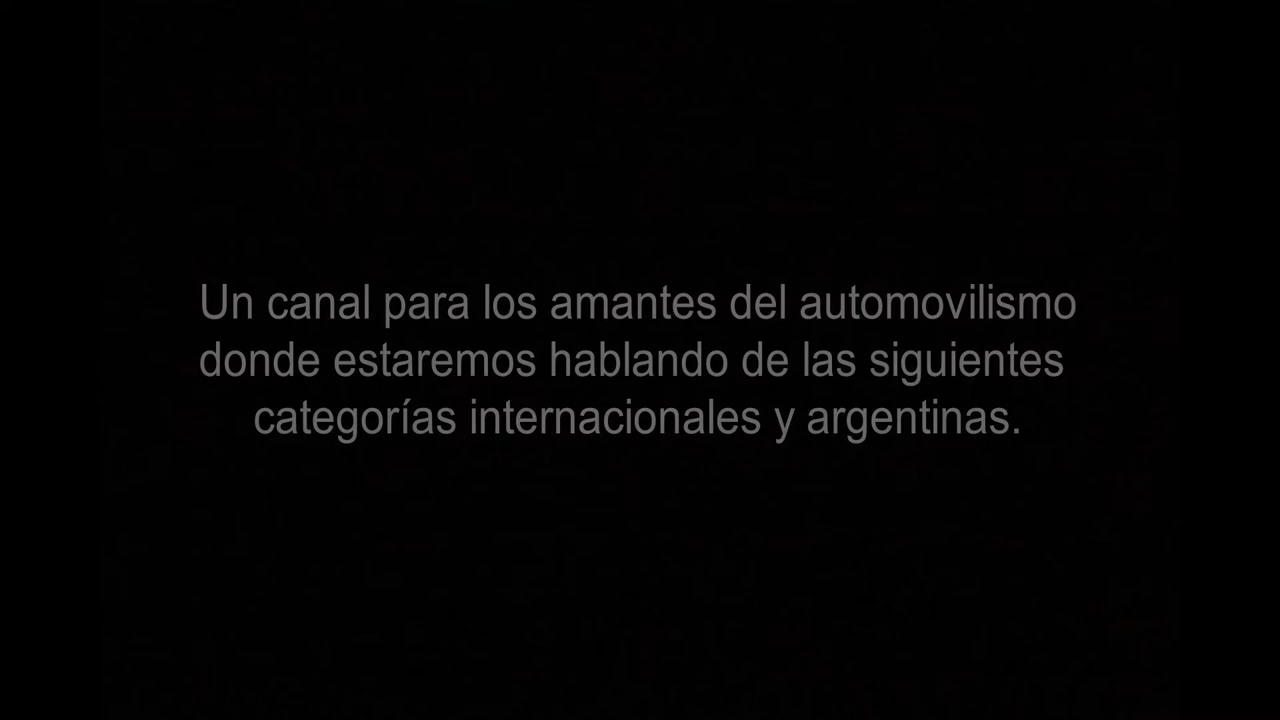 Un canal para los amantes del automovilismo
donde estaremos hablando de las siguientes
categorías internacionales y argentinas.